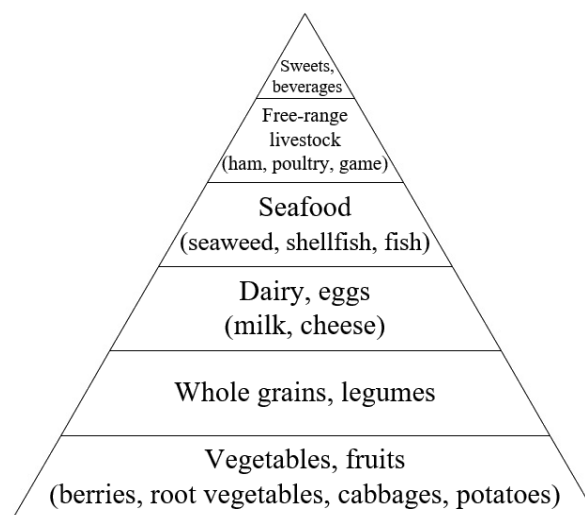 Sweets,
beverages
Free-range
livestock
(ham, poultry, game)
Seafood
(seaweed, shellfish, fish)
Dairy, eggs
(milk, cheese)
Whole grains, legumes
Vegetables, fruits
(berries, root vegetables, cabbages, potatoes)